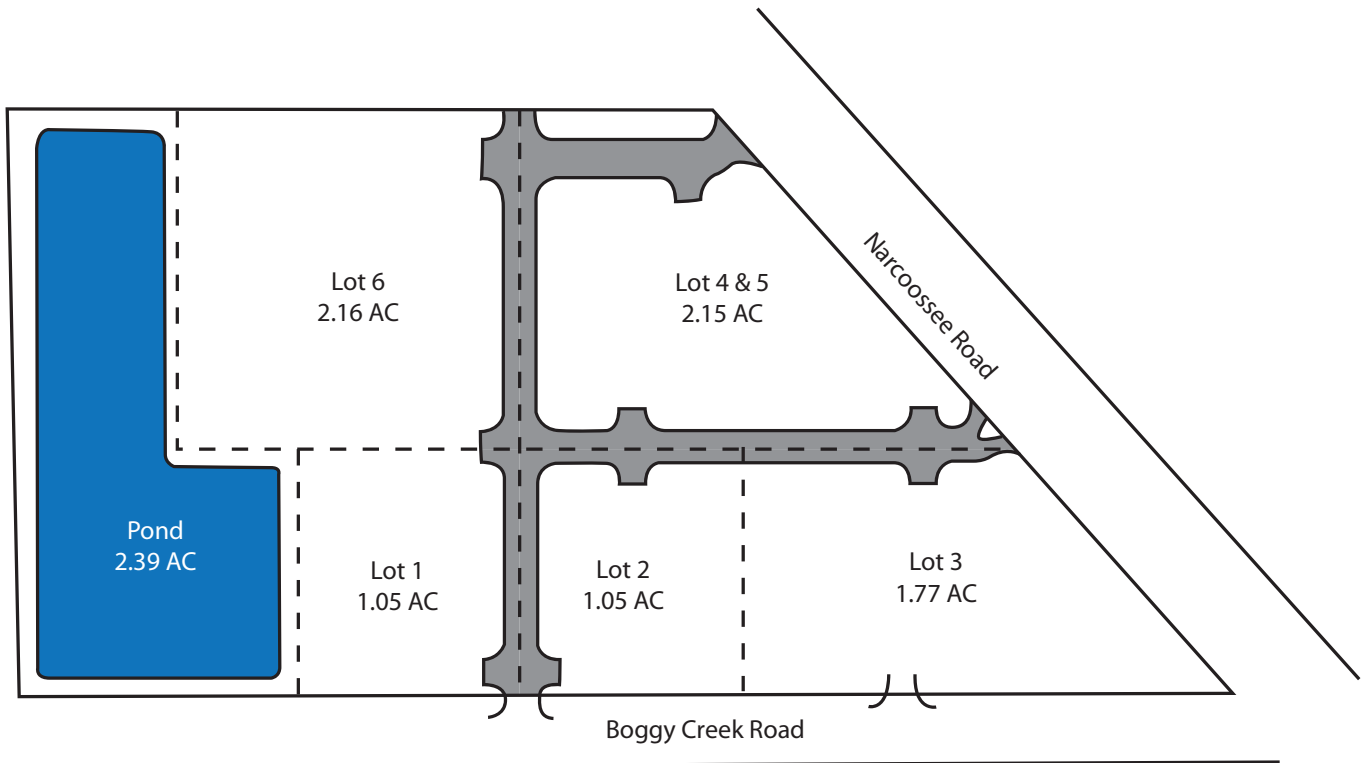 Lot 6
2.16 AC
Lot 4 & 5
2.15 AC
Narcoossee Road
Pond
2.39 AC
Lot 1
1.05 AC
Lot 2
1.05 AC
Lot 3
1.77 AC
Boggy Creek Road